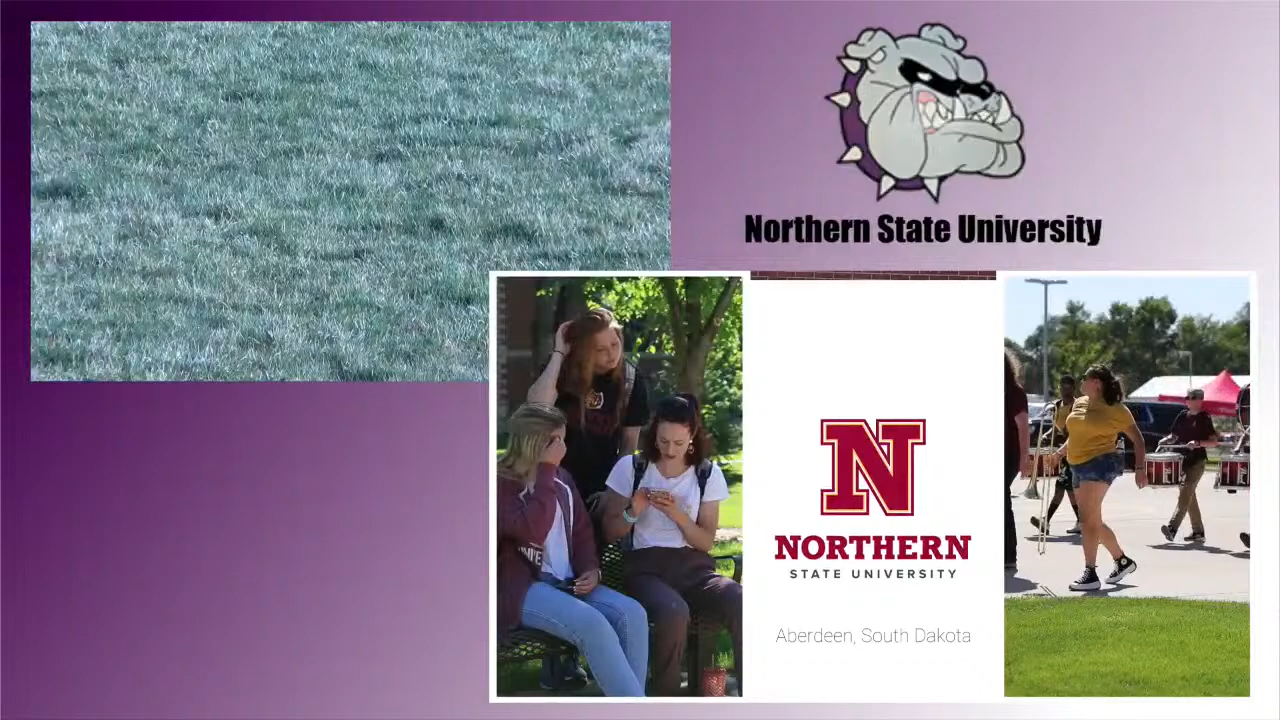 Northern State University
N
NORTHERN
STATE UNIVERSITY
Aberdeen, South Dakota